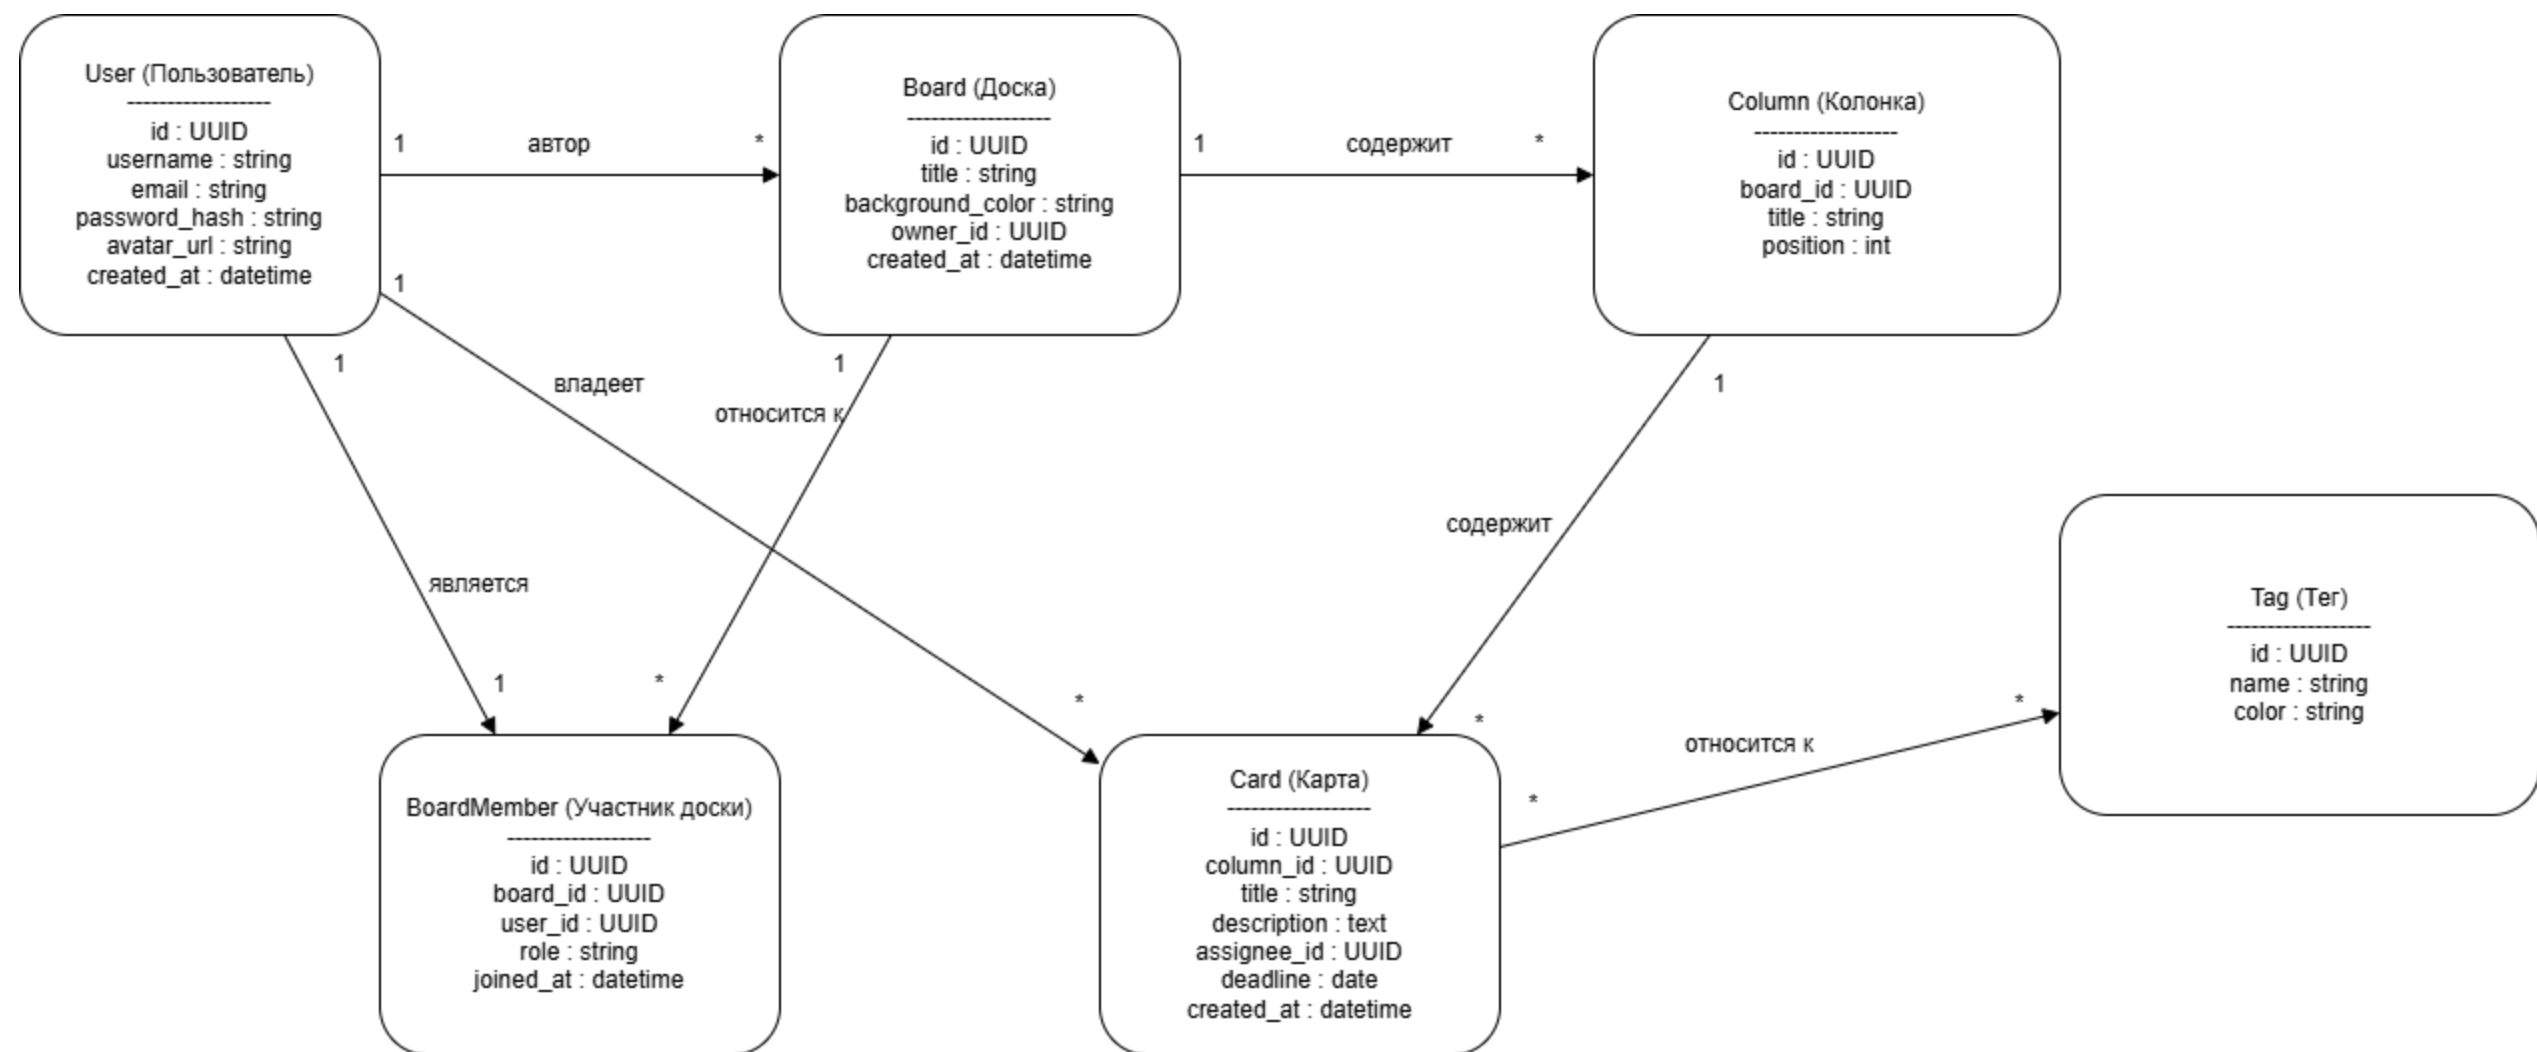 User (Пользователь)
------------------
id : UUID
username : string
email : string
password_hash : string
avatar_url : string
created_at : datetime
1
автор
*
Board (Доска)
------------------
id : UUID
title : string
background_color : string
owner_id : UUID
created_at : datetime
1
содержит
*
Column (Колонка)
------------------
id : UUID
board_id : UUID
title : string
position : int
1
владеет
*
1
является
1
1
относится к
*
1
содержит
*
BoardMember (Участник доски)
------------------
id : UUID
board_id : UUID
user_id : UUID
role : string
joined_at : datetime
Card (Карта)
------------------
id : UUID
column_id : UUID
title : string
description : text
assignee_id : UUID
deadline : date
created_at : datetime
*
относится к
*
Tag (Тег)
------------------
id : UUID
name : string
color : string